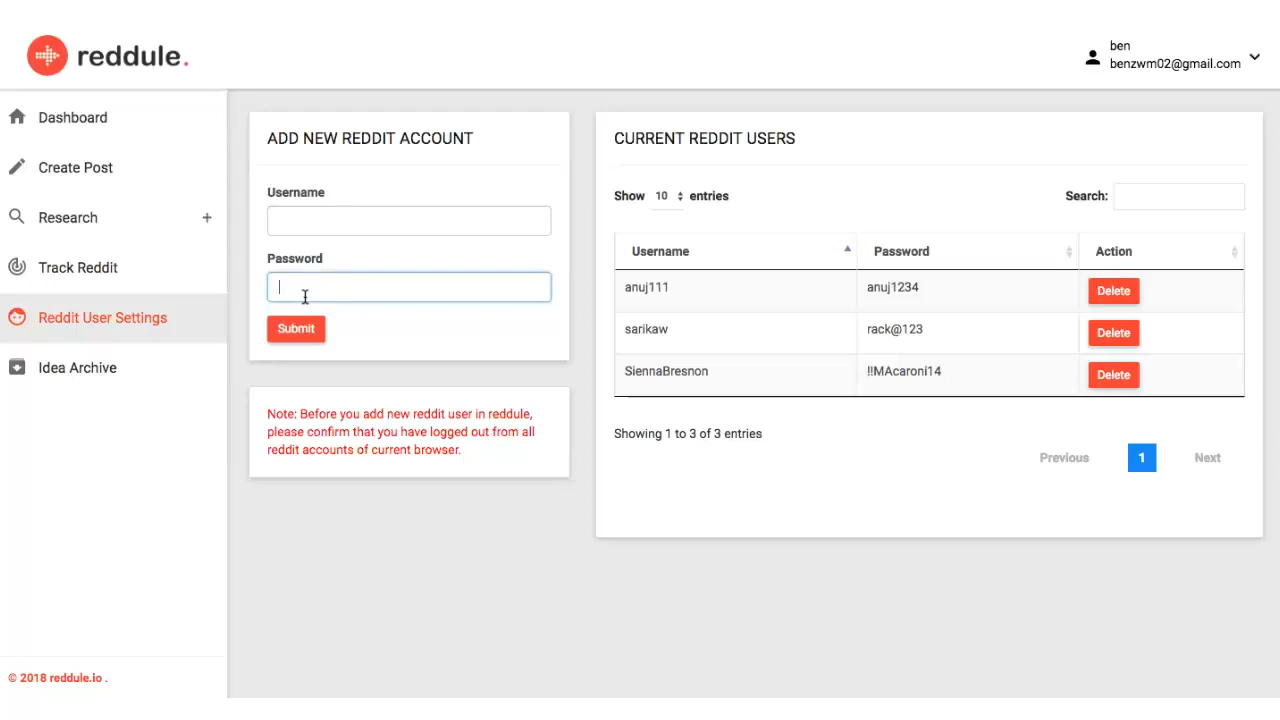 reddule.
ben
benzwm02@gmail.com
Dashboard
Create Post
Research +
Track Reddit
Reddit User Settings
Idea Archive
© 2018 reddule.io .
ADD NEW REDDIT ACCOUNT
Username
Password
Submit
Note: Before you add new reddit user in reddule,
please confirm that you have logged out from all
reddit accounts of current browser.
CURRENT REDDIT USERS
Show 10 entries Search:
Username Password Action
anuj111 anuj1234 Delete
sarikaw rack@123 Delete
SiennaBresnon !!MAcaroni14 Delete
Showing 1 to 3 of 3 entries
Previous 1 Next